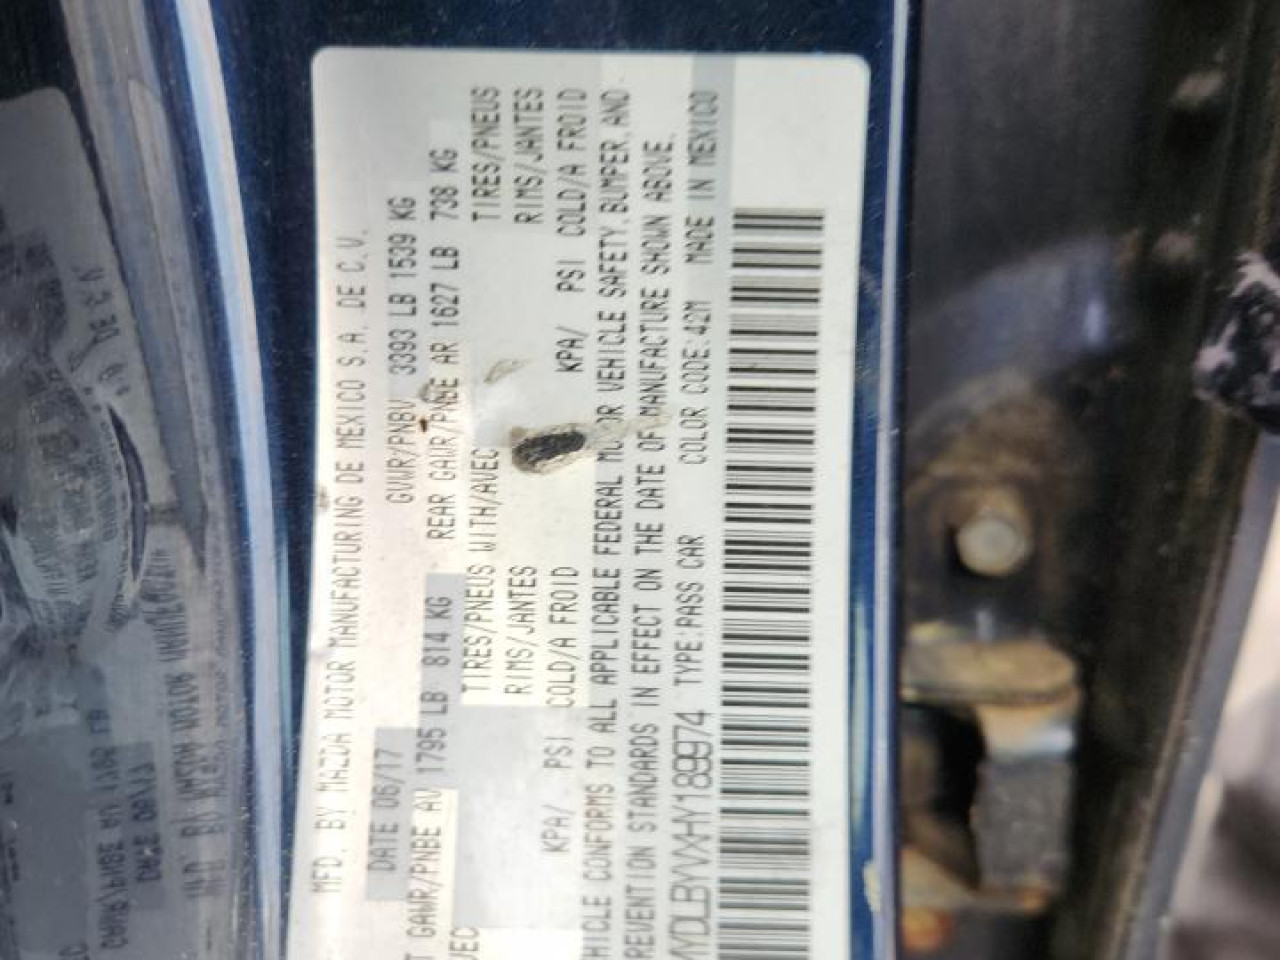 MFD. BY MAZDA MOTOR MANUFACTURING DE MEXICO S.A. DE C.V.
DATE 06/17 GVWR/PNBV 3393 LB 1539 KG
T GAWR/PNBE AV 1795 LB 814 KG REAR GAWR/PNBE AR 1627 LB 738 KG
VEC TIRES/PNEUS WITH/AVEC TIRES/PNEUS
RIMS/JANTES RIMS/JANTES
KPA/ PSI COLD/A FROID KPA/ PSI COLD/A FROID
HICLE CONFORMS TO ALL APPLICABLE FEDERAL MOTOR VEHICLE SAFETY, BUMPER, AND
REVENTION STANDARDS IN EFFECT ON THE DATE OF MANUFACTURE SHOWN ABOVE.
MYDLBYVXHY189974 TYPE:PASS CAR COLOR CODE:42M MADE IN MEXICO